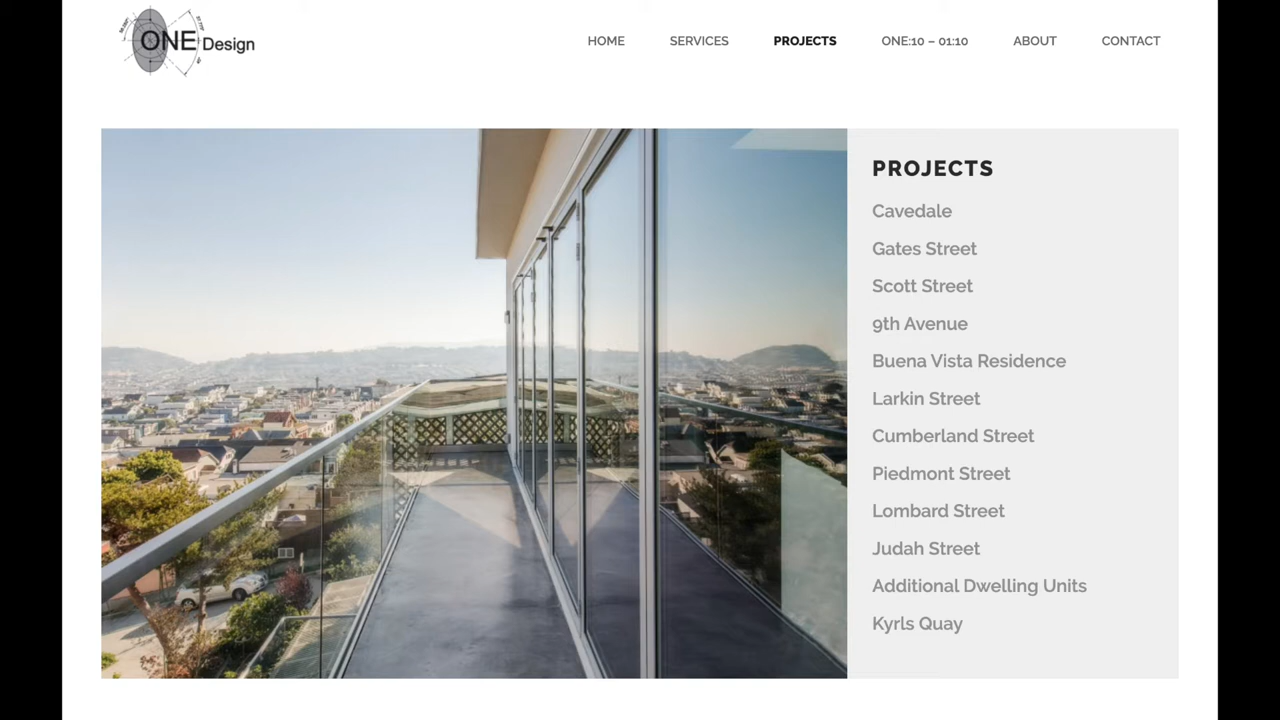 ONE Design
HOME SERVICES PROJECTS ONE:10 – 01:10 ABOUT CONTACT
PROJECTS
Cavedale
Gates Street
Scott Street
9th Avenue
Buena Vista Residence
Larkin Street
Cumberland Street
Piedmont Street
Lombard Street
Judah Street
Additional Dwelling Units
Kyrls Quay